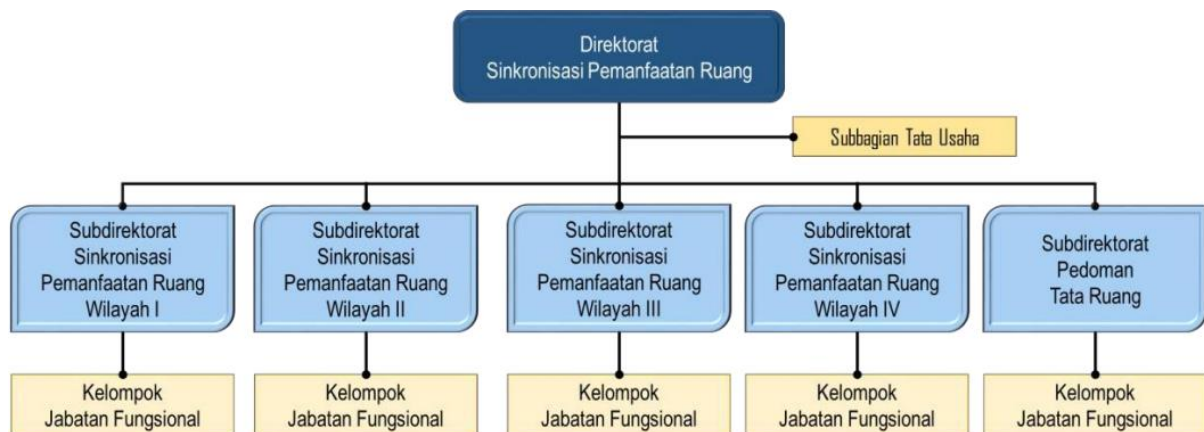 Direktorat
Sinkronisasi Pemanfaatan Ruang
Subbagian Tata Usaha
Subdirektorat
Sinkronisasi
Pemanfaatan Ruang
Wilayah I
Subdirektorat
Sinkronisasi
Pemanfaatan Ruang
Wilayah II
Subdirektorat
Sinkronisasi
Pemanfaatan Ruang
Wilayah III
Subdirektorat
Sinkronisasi
Pemanfaatan Ruang
Wilayah IV
Subdirektorat
Pedoman
Tata Ruang
Kelompok
Jabatan Fungsional
Kelompok
Jabatan Fungsional
Kelompok
Jabatan Fungsional
Kelompok
Jabatan Fungsional
Kelompok
Jabatan Fungsional